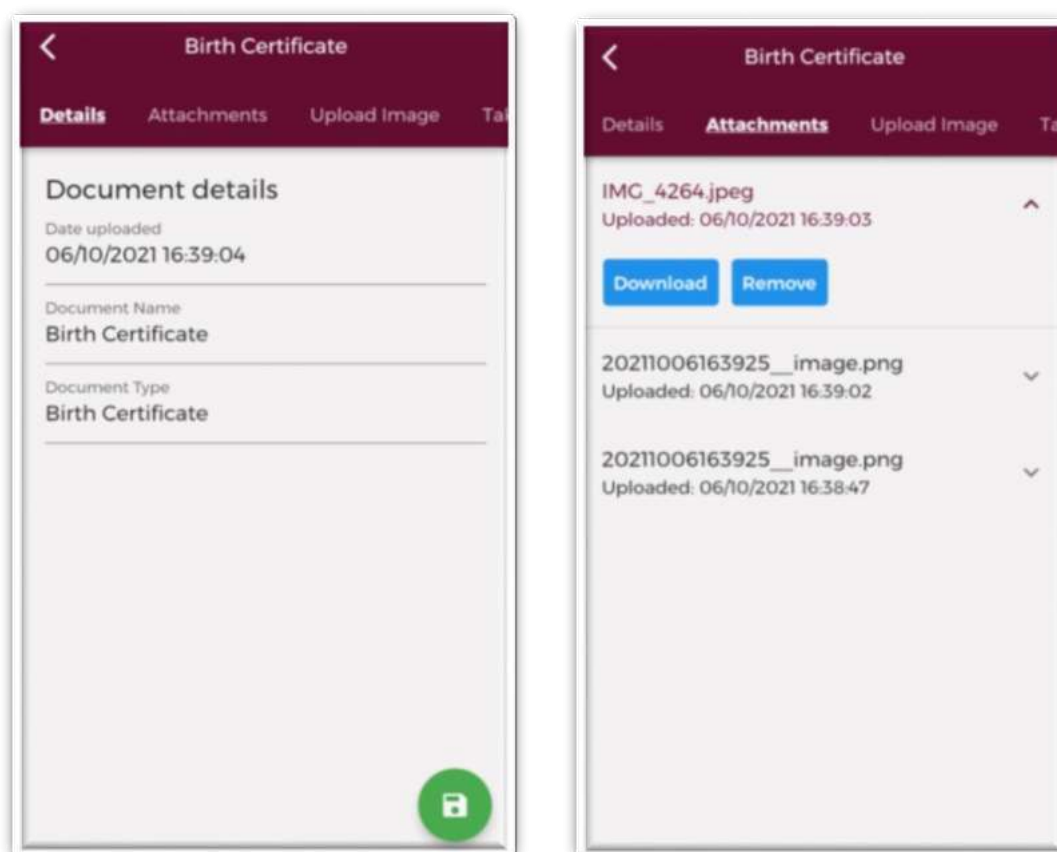 Birth Certificate
Details Attachments Upload Image
Document details
Date uploaded
06/10/2021 16:39:04
Document Name
Birth Certificate
Document Type
Birth Certificate
Birth Certificate
Details Attachments Upload Image
IMG_4264.jpeg
Uploaded: 06/10/2021 16:39:03
Download Remove
20211006163925__image.png
Uploaded: 06/10/2021 16:39:02
20211006163925__image.png
Uploaded: 06/10/2021 16:38:47